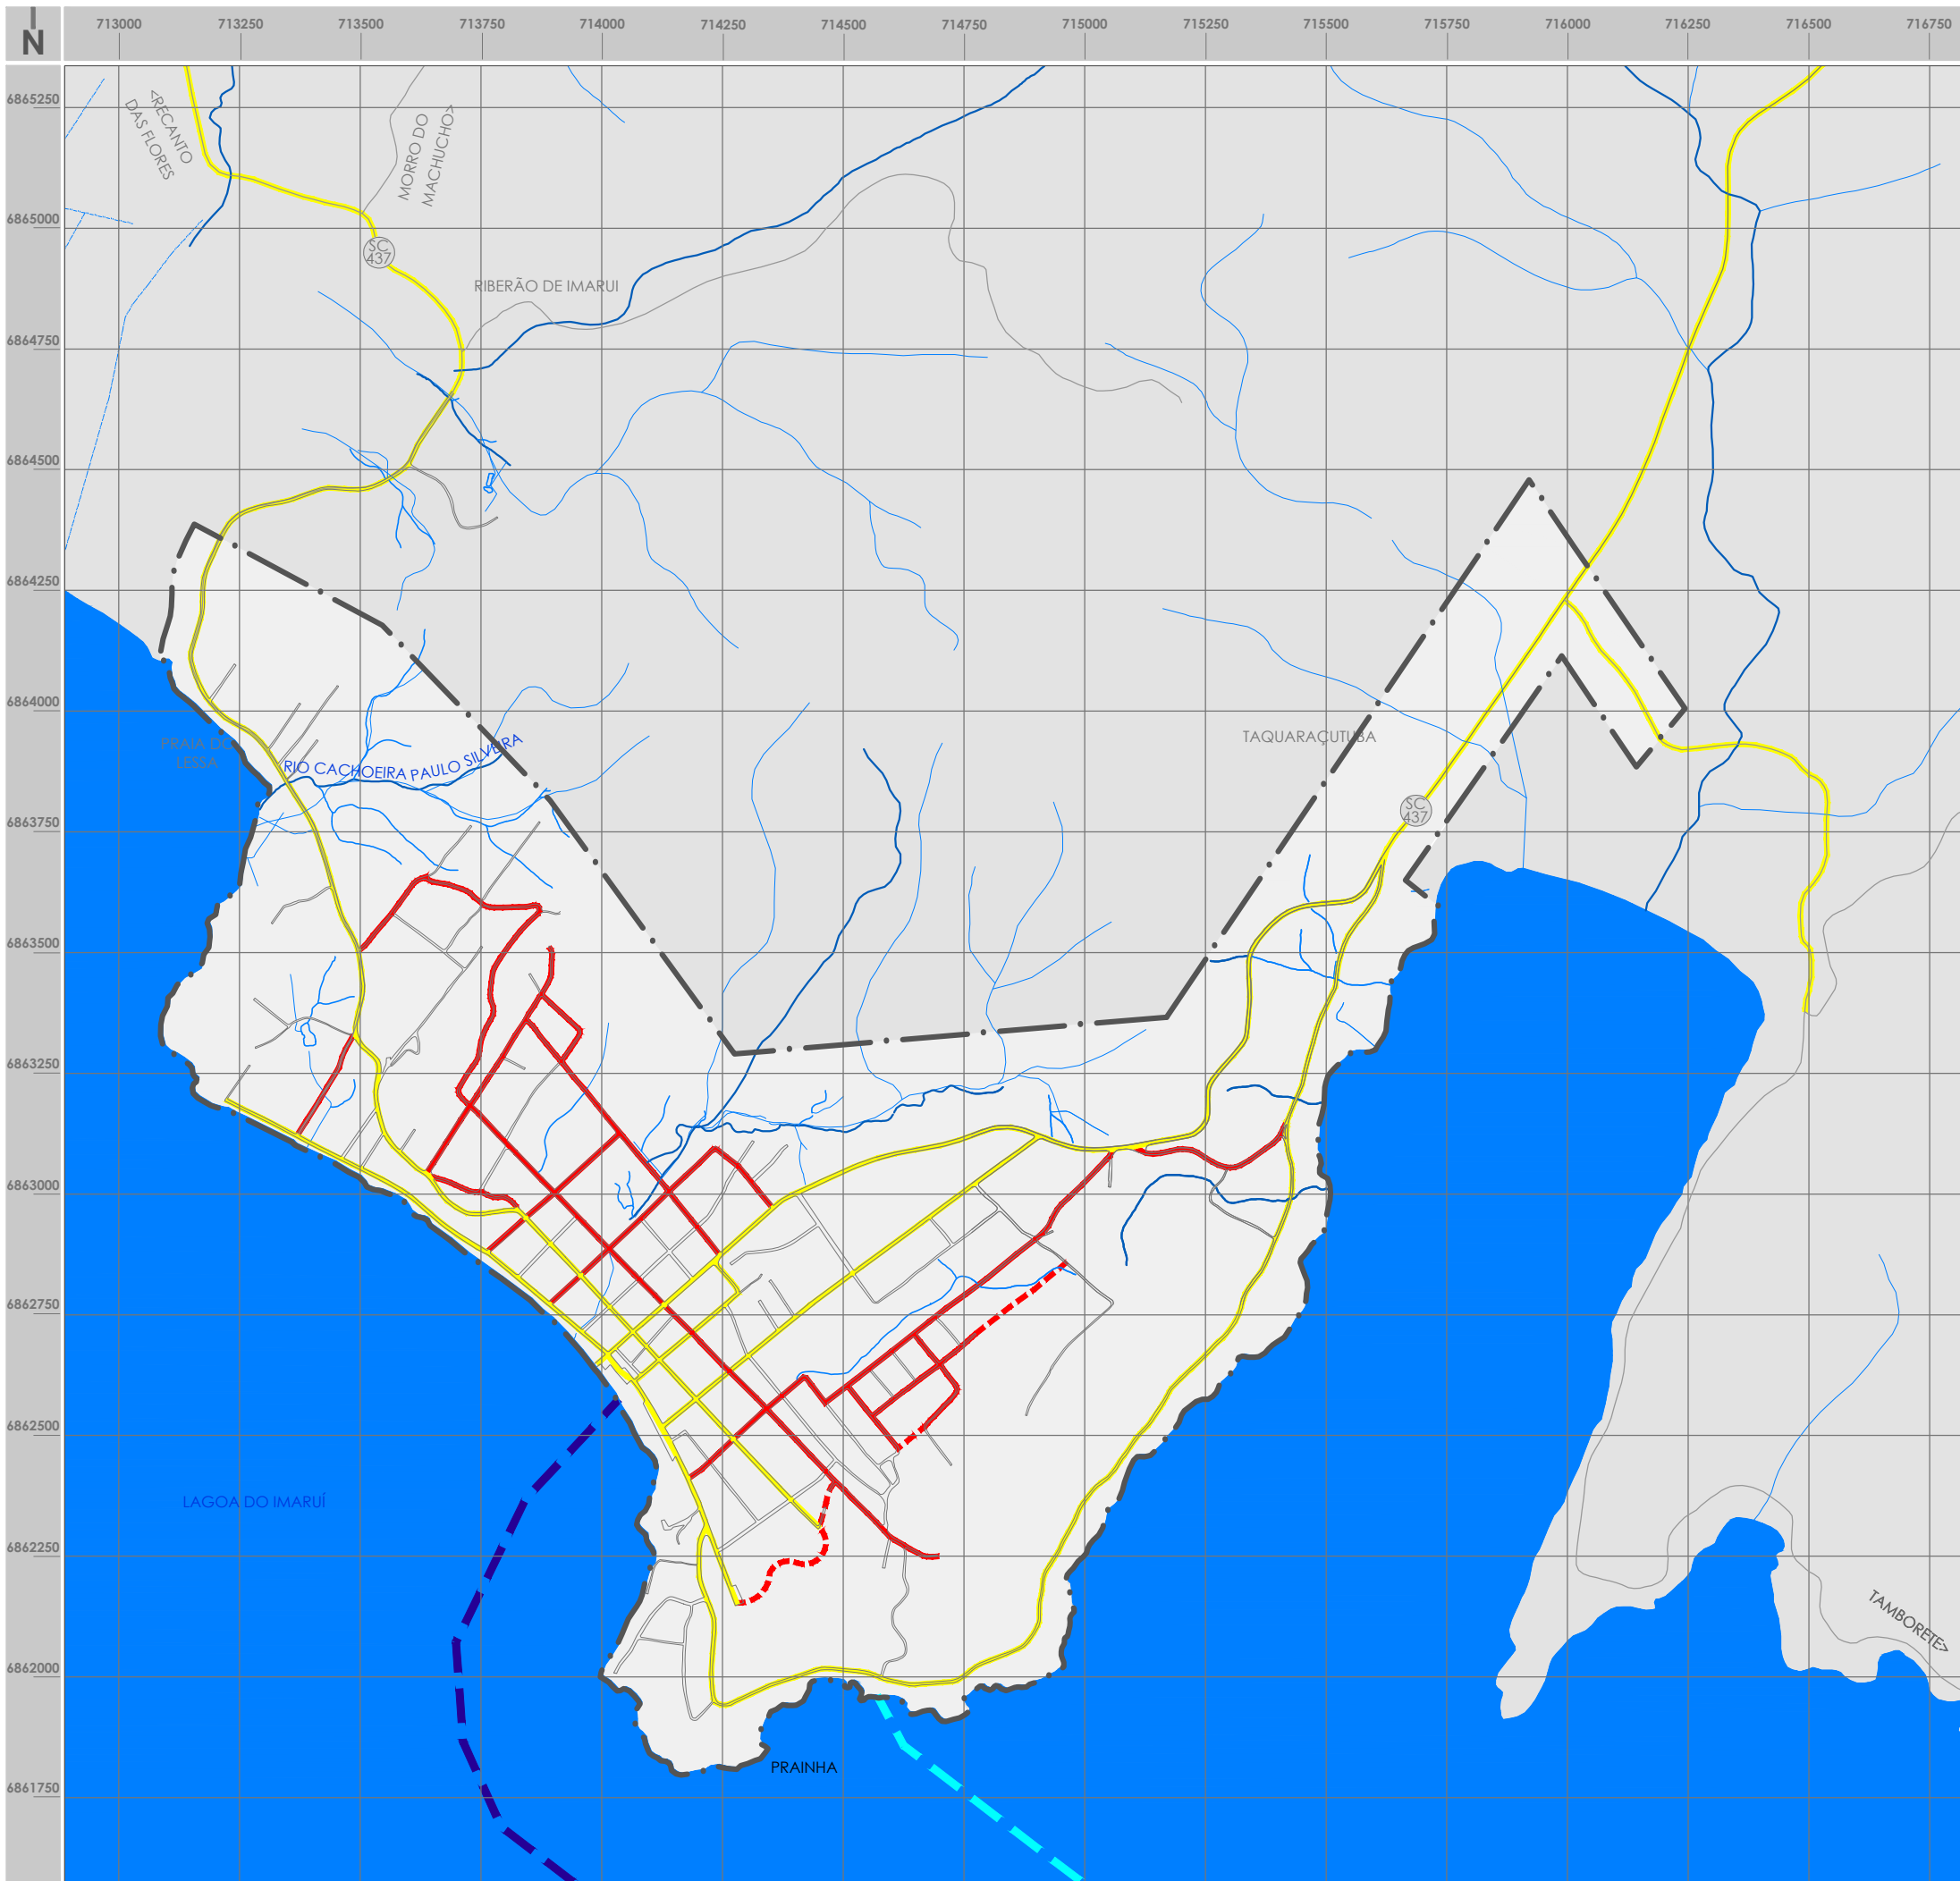 N
713000 713250 713500 713750 714000 714250 714500 714750 715000 715250 715500 715750 716000 716250 716500 716750
6865250
<RECANTO
DAS FLORES
MORRO DO
MACHUCHO>
6865000
SC
437
RIBERÃO DE IMARUI
6864750
6864500
6864250
6864000
PRAIA DO
LESSA
RIO CACHOEIRA PAULO SILVEIRA
TAQUARAÇUTUBA
SC
437
6863750
6863500
6863250
6863000
6862750
6862500
LAGOA DO IMARUÍ
6862250
TAMBORETE>
6862000
PRAINHA
6861750